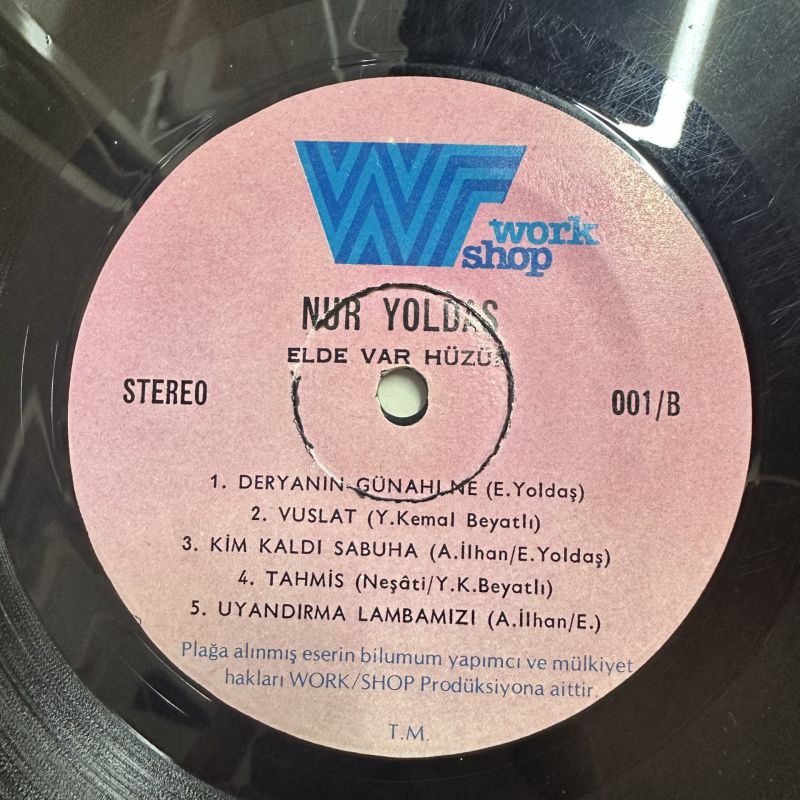 work
shop
NUR YOLDAŞ
ELDE VAR HÜZÜN
STEREO
001/B
1. DERYANIN GÜNAHI NE (E.Yoldaş)
2. VUSLAT (Y.Kemal Beyatlı)
3. KİM KALDI SABUHA (A.İlhan/E.Yoldaş)
4. TAHMİS (Neşâti/Y.K.Beyatlı)
5. UYANDIRMA LAMBAMIZI (A.İlhan/E.)
Plağa alınmış eserin bilumum yapımcı ve mülkiyet
hakları WORK/SHOP Prodüksiyona aittir.
T.M.